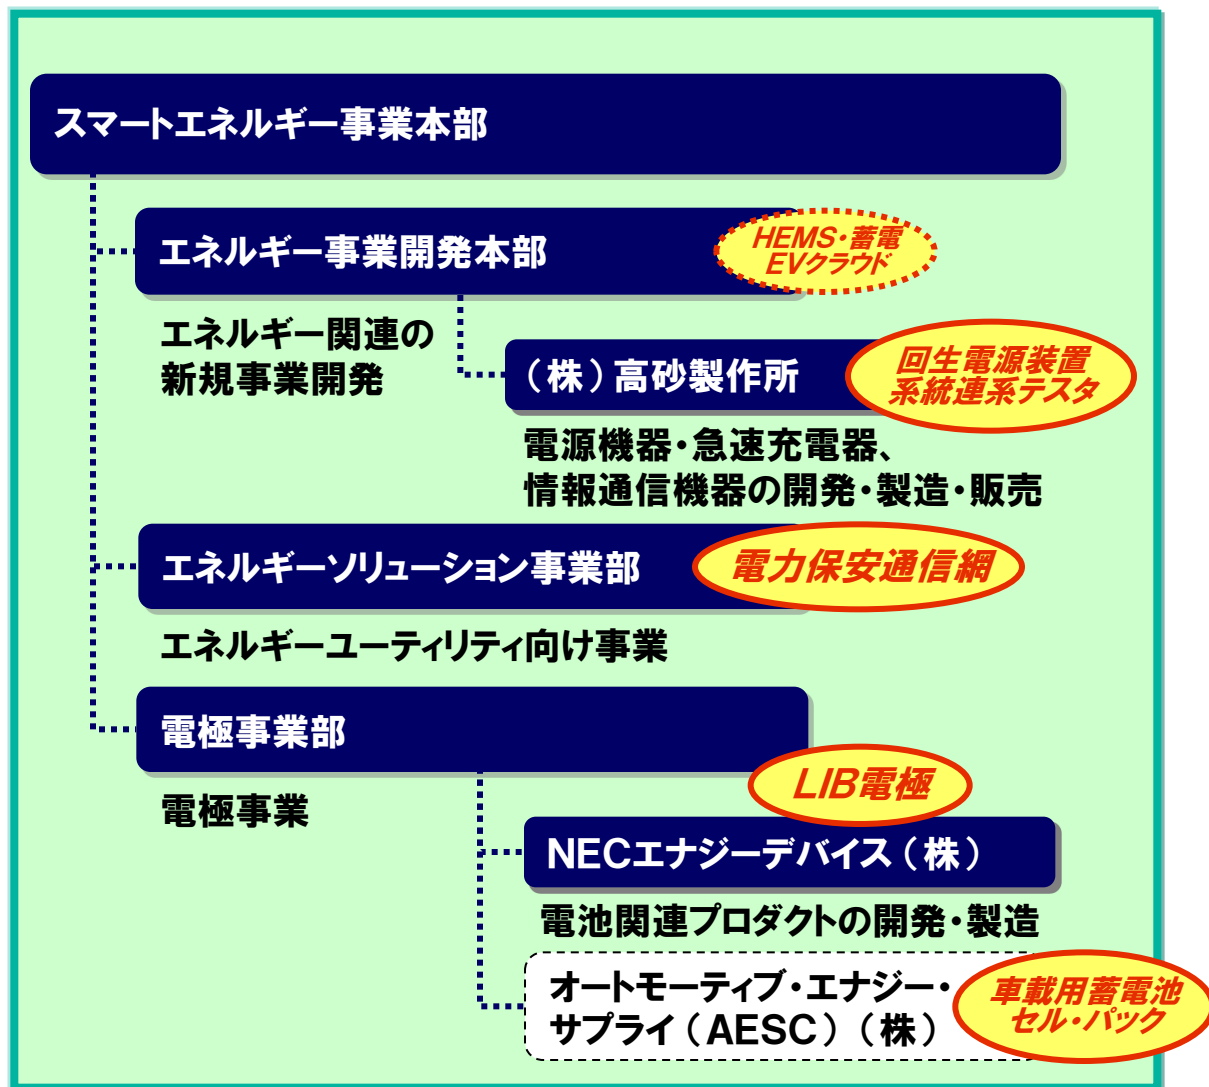 スマートエネルギー事業本部
エネルギー事業開発本部
HEMS・蓄電
EVクラウド
エネルギー関連の
新規事業開発
（株）高砂製作所
回生電源装置
系統連系テスタ
電源機器・急速充電器、
情報通信機器の開発・製造・販売
エネルギーソリューション事業部
電力保安通信網
エネルギーユーティリティ向け事業
電極事業部
LIB電極
電極事業
NECエナジーデバイス（株）
電池関連プロダクトの開発・製造
オートモーティブ・エナジー・
サプライ（AESC）（株）
車載用蓄電池
セル・パック